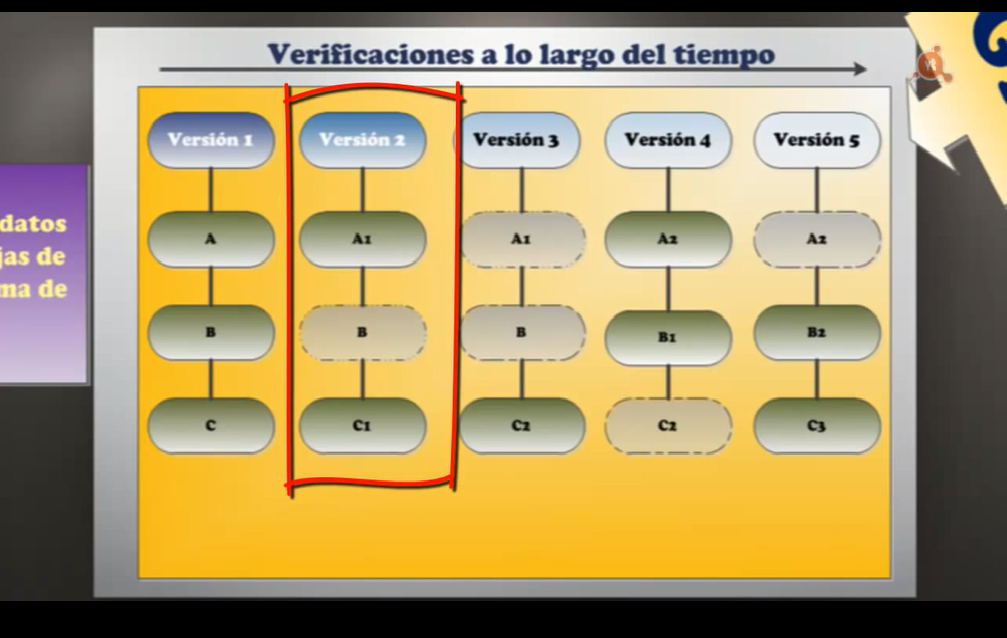 Verificaciones a lo largo del tiempo
Versión 1 Versión 2 Versión 3 Versión 4 Versión 5
datos
jas de
ma de
A A1 A1 A2 A2
B B B B1 B2
C C1 C2 C2 C3